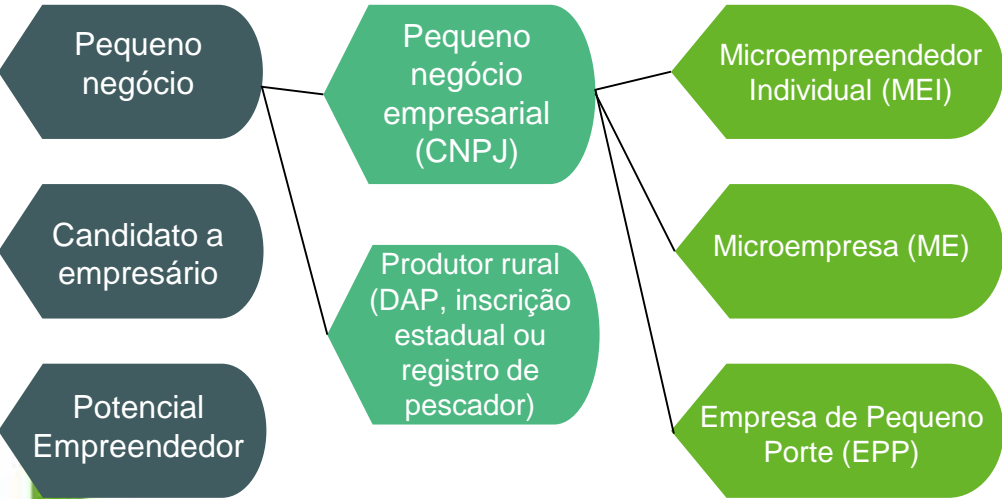 Pequeno
negócio
Candidato a
empresário
Potencial
Empreendedor
Pequeno
negócio
empresarial
(CNPJ)
Produtor rural
(DAP, inscrição
estadual ou
registro de
pescador)
Microempreendedor
Individual (MEI)
Microempresa (ME)
Empresa de Pequeno
Porte (EPP)